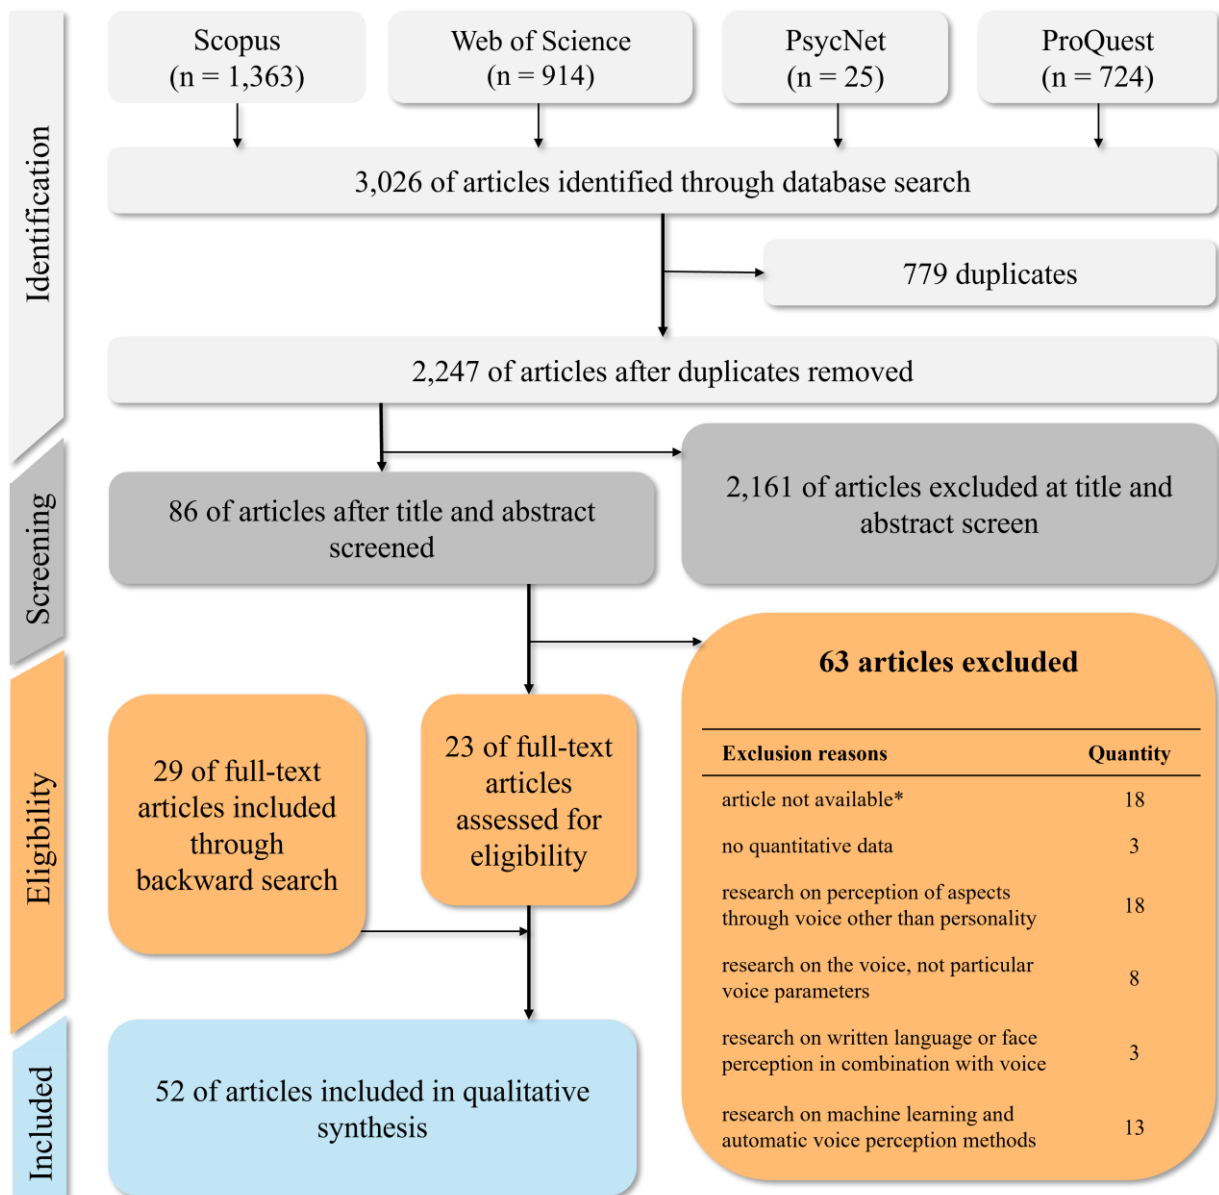 Identification
Scopus
(n = 1,363)
Web of Science
(n = 914)
PsycNet
(n = 25)
ProQuest
(n = 724)
3,026 of articles identified through database search
779 duplicates
2,247 of articles after duplicates removed
Screening
86 of articles after title and abstract
screened
2,161 of articles excluded at title and
abstract screen
Eligibility
29 of full-text
articles included
through
backward search
23 of full-text
articles
assessed for
eligibility
63 articles excluded
Exclusion reasons Quantity
article not available* 18
no quantitative data 3
research on perception of aspects
through voice other than personality 18
research on the voice, not particular
voice parameters 8
research on written language or face
perception in combination with voice 3
research on machine learning and
automatic voice perception methods 13
Included
52 of articles included in qualitative
synthesis